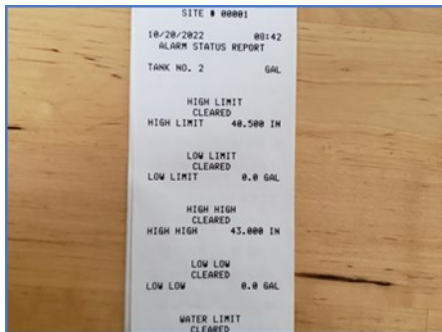 SITE # 00001
10/20/2022 08:42
ALARM STATUS REPORT
TANK NO. 2 GAL
HIGH LIMIT
CLEARED
HIGH LIMIT 40.500 IN
LOW LIMIT
CLEARED
LOW LIMIT 0.0 GAL
HIGH HIGH
CLEARED
HIGH HIGH 43.000 IN
LOW LOW
CLEARED
LOW LOW 0.0 GAL
WATER LIMIT
CLEARED